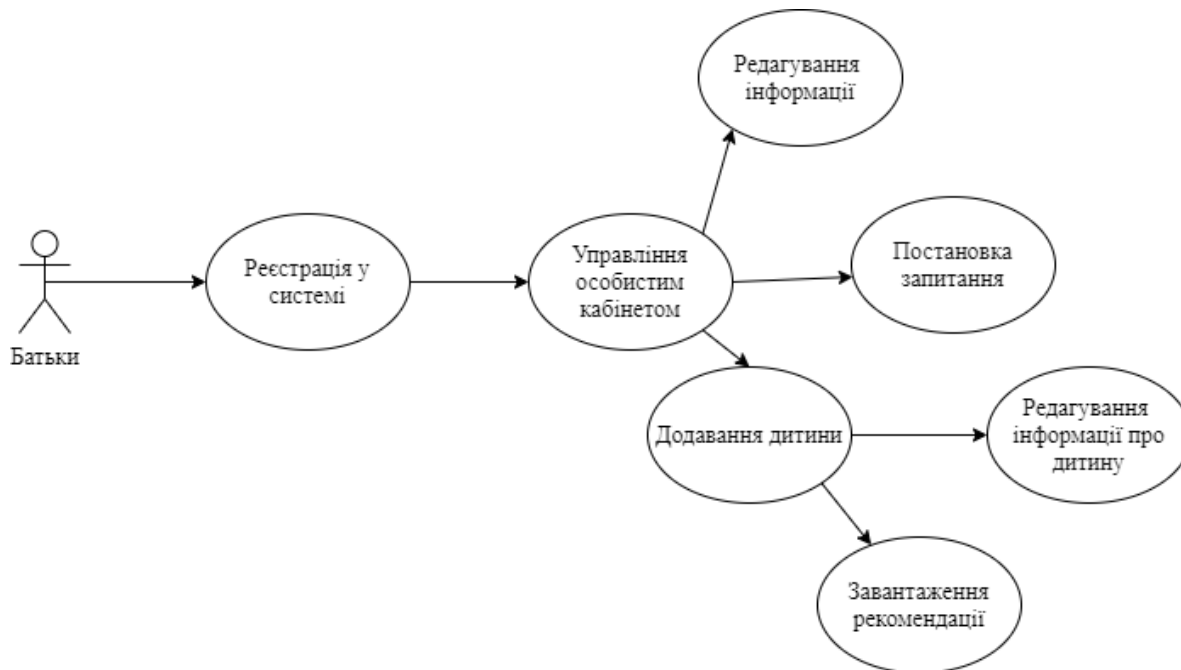 Редагування
інформації
Постановка
запитання
Реєстрація у
системі
Управління
особистим
кабінетом
Батьки
Додавання дитини
Редагування
інформації про
дитину
Завантаження
рекомендації